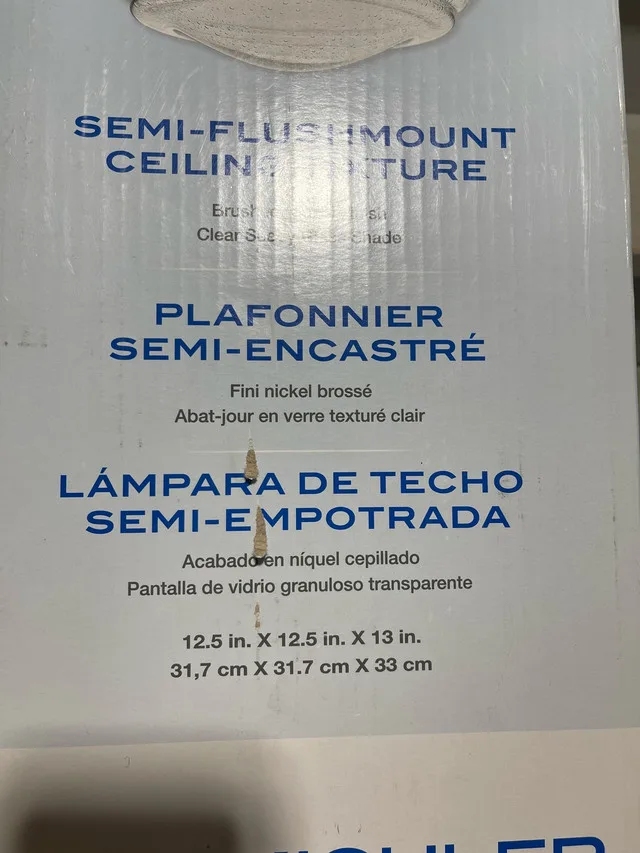 SEMI-FLUSHMOUNT
CEILING FIXTURE
Clear Shade
PLAFONNIER
SEMI-ENCASTRÉ
Fini nickel brossé
Abat-jour en verre texturé clair
LÁMPARA DE TECHO
SEMI-EMPOTRADA
Acabado en níquel cepillado
Pantalla de vidrio granuloso transparente
12.5 in. X 12.5 in. X 13 in.
31,7 cm X 31.7 cm X 33 cm